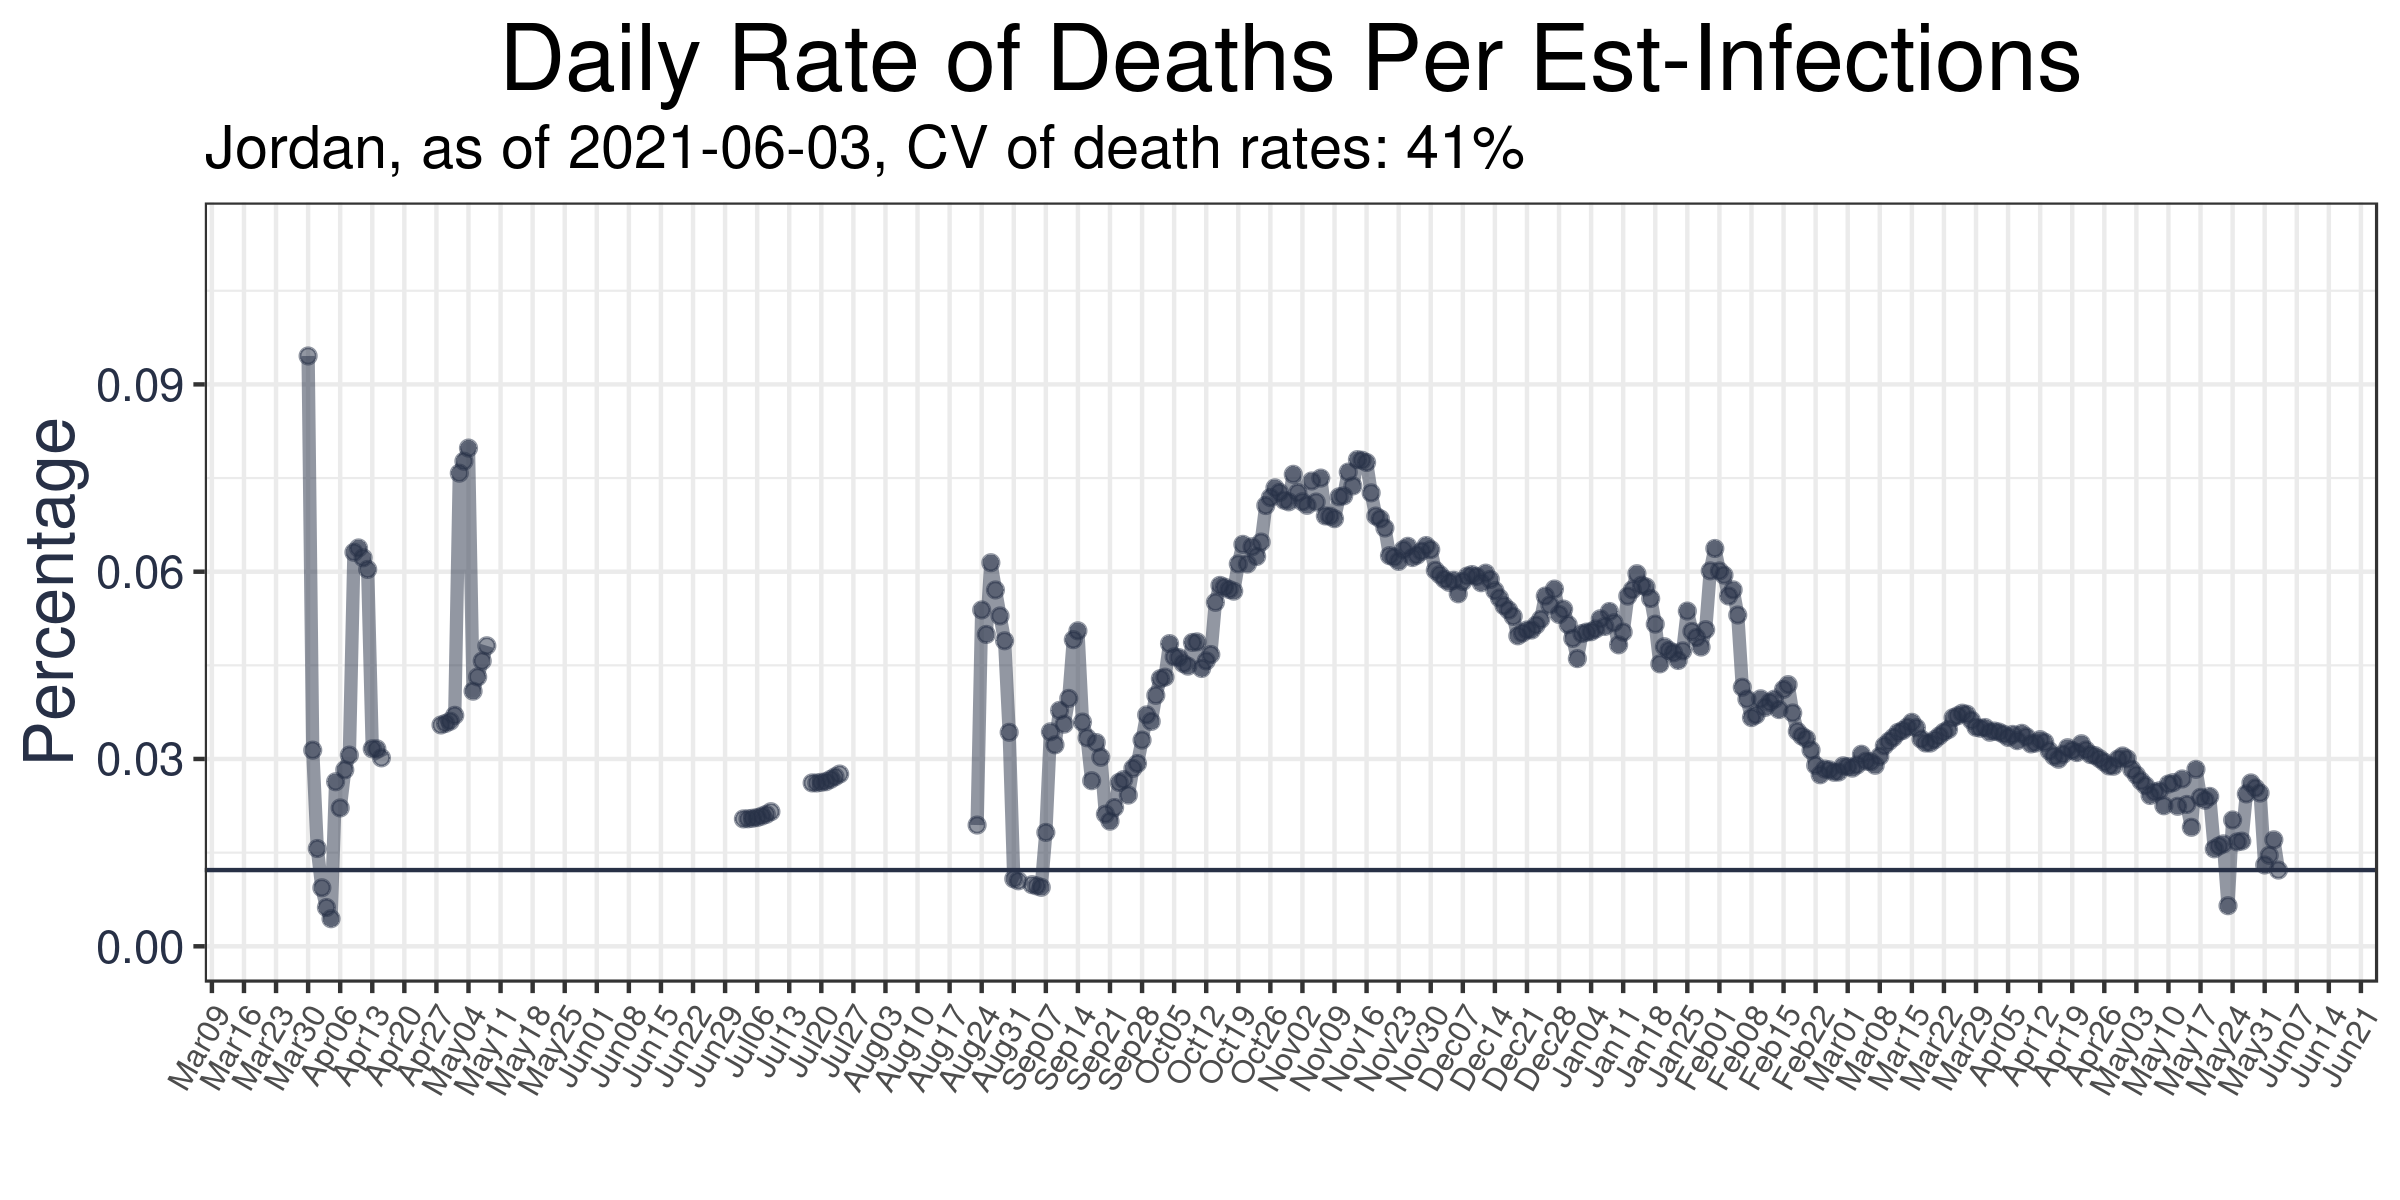 Daily Rate of Deaths Per Est-Infections
Jordan, as of 2021-06-03, CV of death rates: 41%
Percentage
0.09
0.06
0.03
0.00
Mar09
Mar16
Mar23
Mar30
Apr06
Apr13
Apr20
Apr27
May04
May11
May18
May25
Jun01
Jun08
Jun15
Jun22
Jun29
Jul06
Jul13
Jul20
Jul27
Aug03
Aug10
Aug17
Aug24
Aug31
Sep07
Sep14
Sep21
Sep28
Oct05
Oct12
Oct19
Oct26
Nov02
Nov09
Nov16
Nov23
Nov30
Dec07
Dec14
Dec21
Dec28
Jan04
Jan11
Jan18
Jan25
Feb01
Feb08
Feb15
Feb22
Mar01
Mar08
Mar15
Mar22
Mar29
Apr05
Apr12
Apr19
Apr26
May03
May10
May17
May24
May31
Jun07
Jun14
Jun21